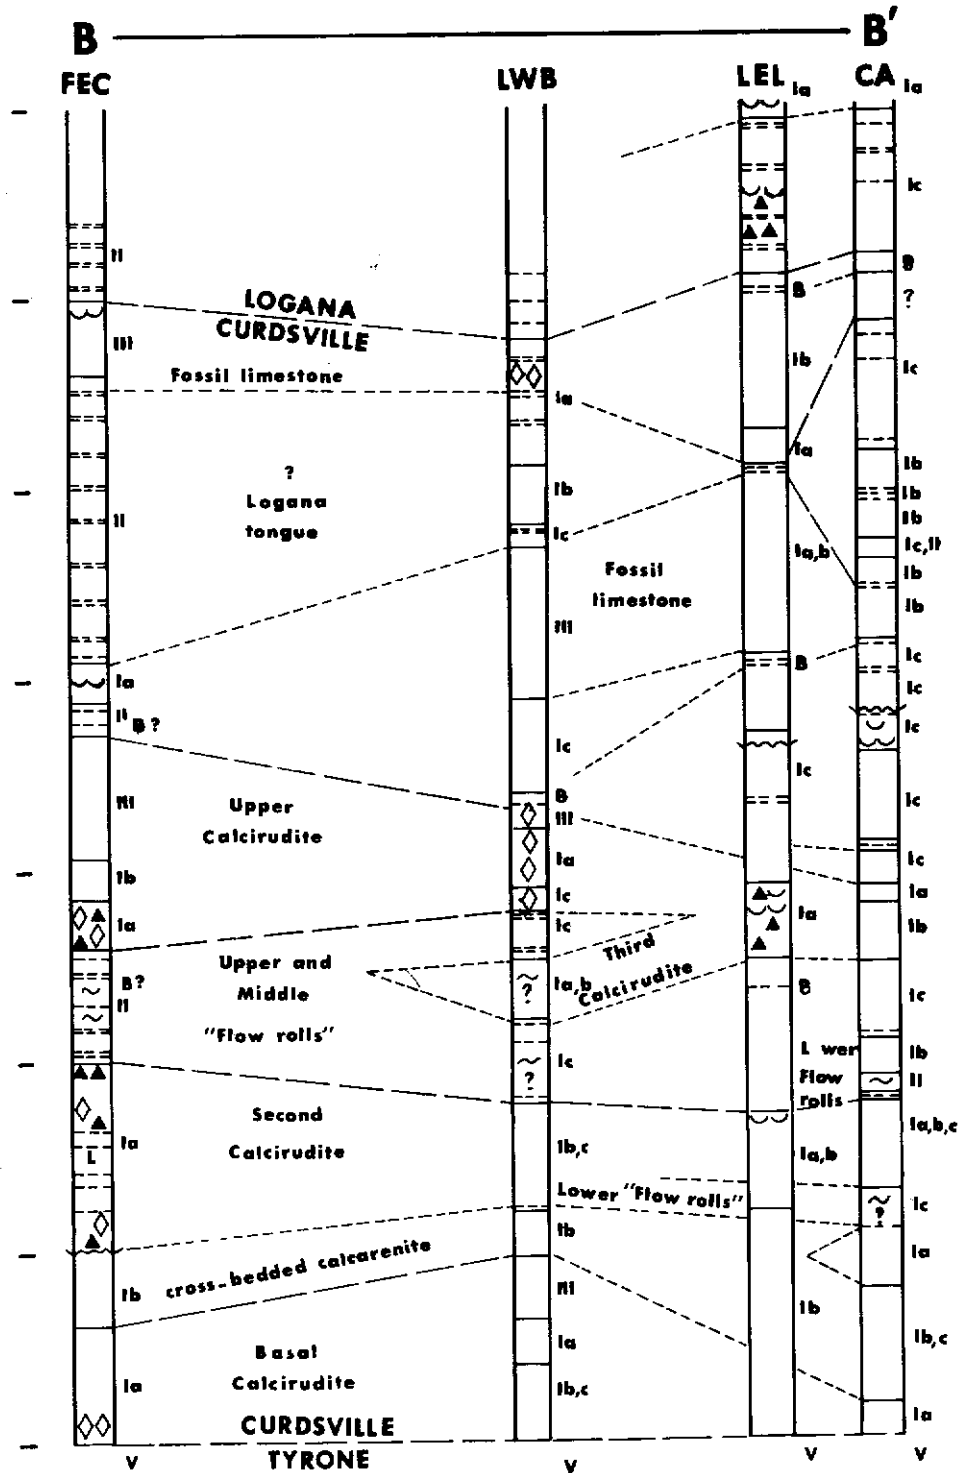 B B'
FEC LWB LEL CA
Ia
Ia
Ic
II
B
B
?
LOGANA
CURDSVILLE
III
Ib
Ic
Fossil limestone
Ia
Ia
Ib
?
Logana
tongue
Ib
Ib
Ib
II
Ic
Ia,b
Ic,II
Ib
Fossil
limestone
Ib
III
B
Ic
Ia
Ic
II
B?
Ic
Ic
Ic
B
III
Upper
Calcirudite
III
Ic
Ic
Ia
Ib
Ia
Ic
Ia
Ia
Ic
Ib
Third
Calcirudite
Upper and
Middle
"Flow rolls"
B?
~
II
~
~
?
Ia,b
Ic
L wer
Flow
rolls
Ib
~
II
~
?
Ic
Second
Calcirudite
Ia
L
Ia,b,c
Ib,c
Ia,b
Lower "Flow rolls"
Ic
~
?
Ib
cross-bedded calcarenite
Ia
Ib
III
Ib
Basal
Calcirudite
Ia
Ib,c
Ia
Ib,c
Ia
CURDSVILLE
TYRONE
V V V V